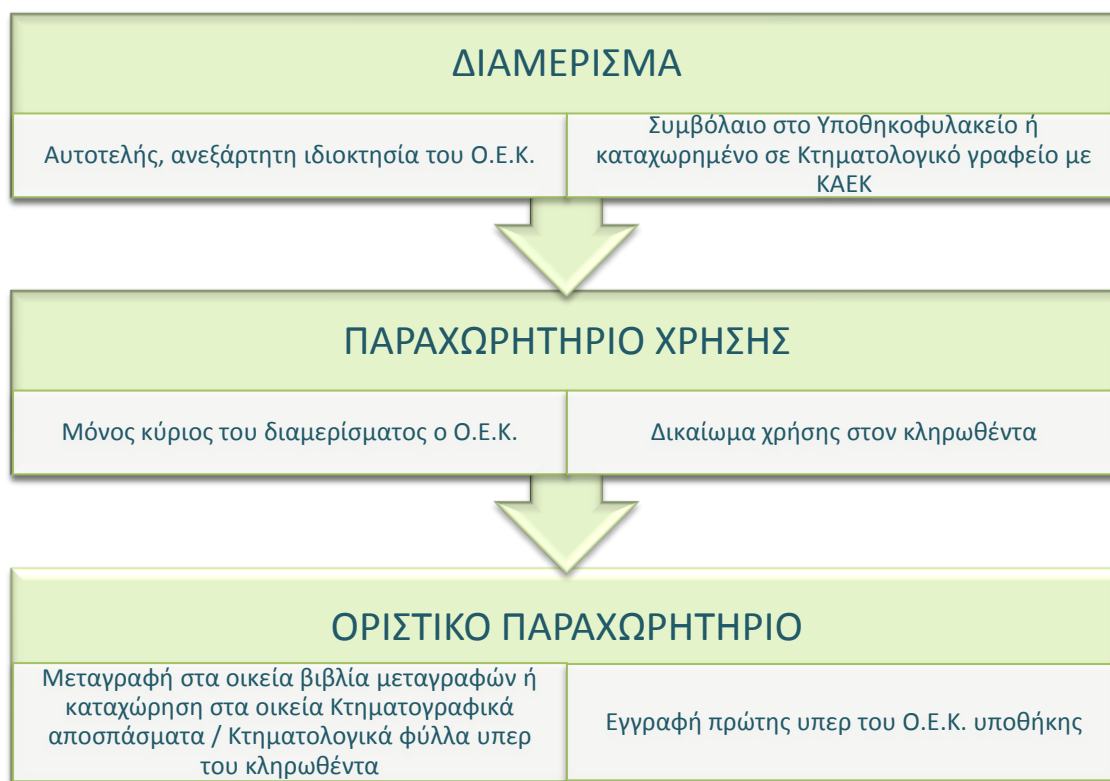 ΔΙΑΜΕΡΙΣΜΑ
Αυτοτελής, ανεξάρτητη ιδιοκτησία του Ο.Ε.Κ.
Συμβόλαιο στο Υποθηκοφυλακείο ή
καταχωρημένο σε Κτηματολογικό γραφείο με
ΚΑΕΚ
ΠΑΡΑΧΩΡΗΤΗΡΙΟ ΧΡΗΣΗΣ
Μόνος κύριος του διαμερίσματος ο Ο.Ε.Κ.
Δικαίωμα χρήσης στον κληρωθέντα
ΟΡΙΣΤΙΚΟ ΠΑΡΑΧΩΡΗΤΗΡΙΟ
Μεταγραφή στα οικεία βιβλία μεταγραφών ή
καταχώρηση στα οικεία Κτηματογραφικά
αποσπάσματα / Κτηματολογικά φύλλα υπερ
του κληρωθέντα
Εγγραφή πρώτης υπερ του Ο.Ε.Κ. υποθήκης